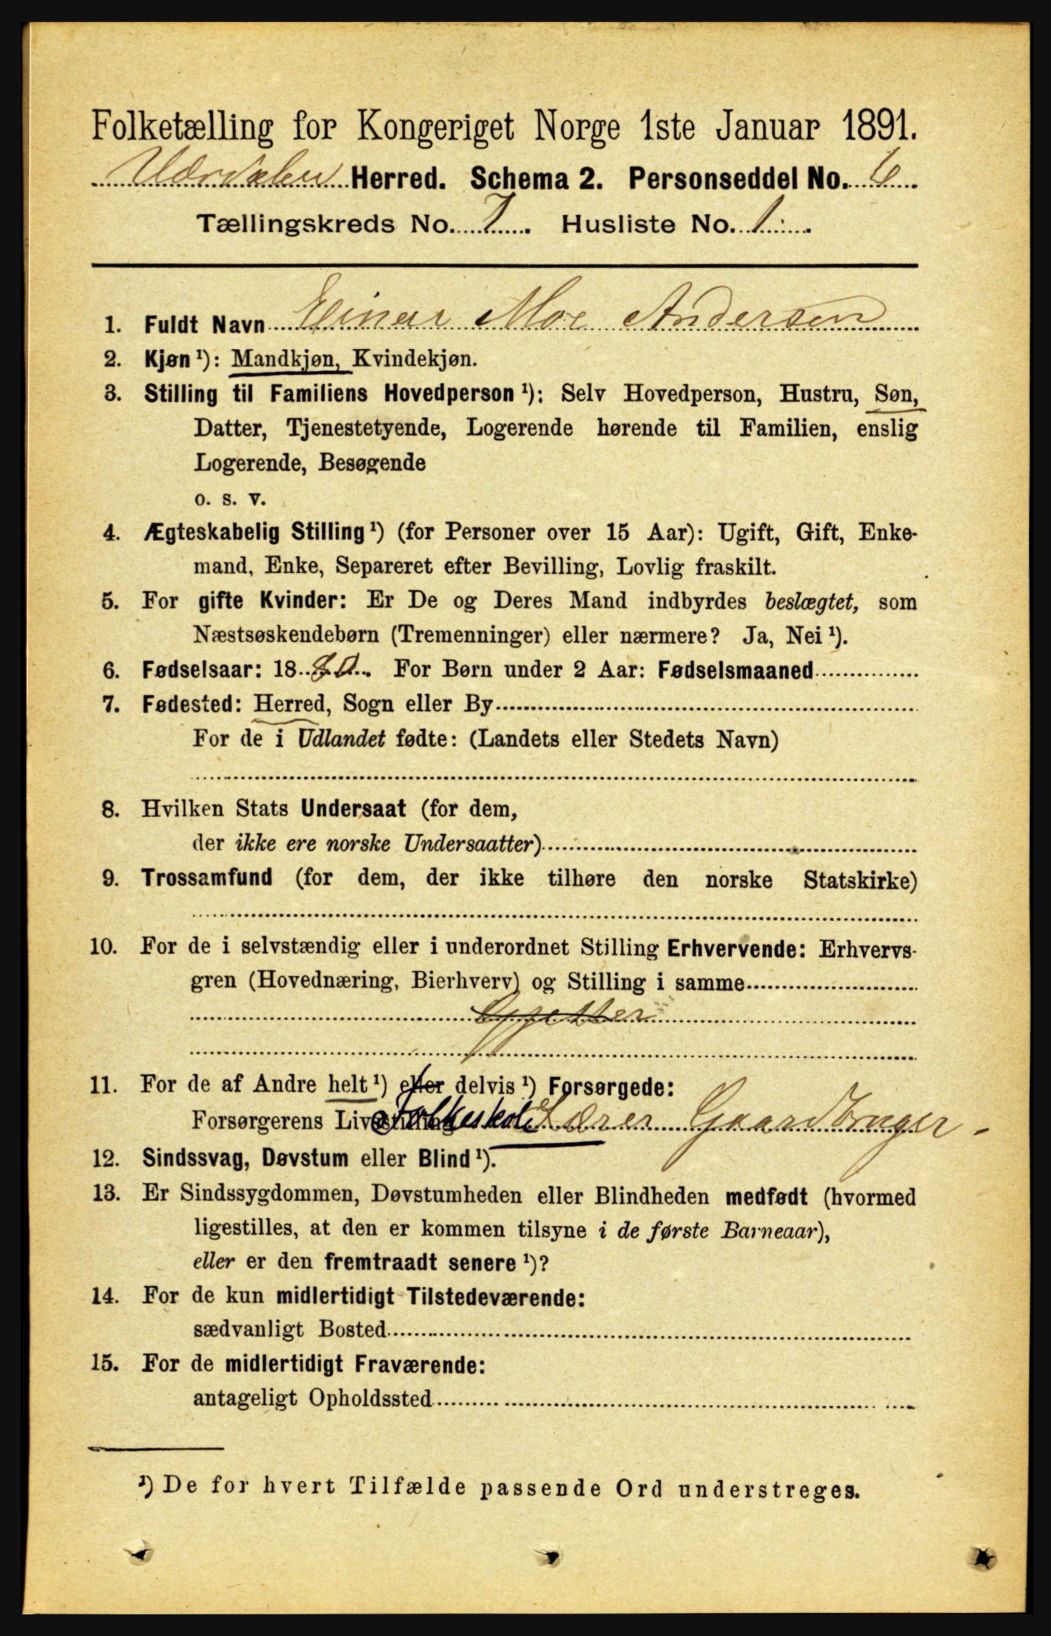 Folketælling for Kongeriget Norge 1ste Januar 1891.
Værdalen Herred. Schema 2. Personseddel No. 6.
Tællingskreds No. 7. Husliste No. 1.
1. Fuldt Navn Einar Moe Andersen
2. Kjøn ¹): Mandkjøn, Kvindekjøn.
3. Stilling til Familiens Hovedperson ¹): Selv Hovedperson, Hustru, Søn,
Datter, Tjenestetyende, Logerende hørende til Familien, enslig
Logerende, Besøgende
o. s. v.
4. Ægteskabelig Stilling ¹) (for Personer over 15 Aar): Ugift, Gift, Enke-
mand, Enke, Separeret efter Bevilling, Lovlig fraskilt.
5. For gifte Kvinder: Er De og Deres Mand indbyrdes beslægtet, som
Næstsøskendebørn (Tremenninger) eller nærmere? Ja, Nei ¹).
6. Fødselsaar: 1880. For Børn under 2 Aar: Fødselsmaaned
7. Fødested: Herred, Sogn eller By
For de i Udlandet fødte: (Landets eller Stedets Navn)
8. Hvilken Stats Undersaat (for dem,
der ikke ere norske Undersaatter)
9. Trossamfund (for dem, der ikke tilhøre den norske Statskirke)
10. For de i selvstændig eller i underordnet Stilling Erhvervende: Erhvervs-
gren (Hovednæring, Bierhverv) og Stilling i samme
Gjetter
11. For de af Andre helt ¹) eller delvis ¹) Forsørgede:
Forsørgerens Livsstilling Folkeskole Lærer Gaardbruger -
12. Sindssvag, Døvstum eller Blind ¹).
13. Er Sindssygdommen, Døvstumheden eller Blindheden medfødt (hvormed
ligestilles, at den er kommen tilsyne i de første Barneaar),
eller er den fremtraadt senere ¹)?
14. For de kun midlertidigt Tilstedeværende:
sædvanligt Bosted
15. For de midlertidigt Fraværende:
antageligt Opholdssted
¹) De for hvert Tilfælde passende Ord understreges.